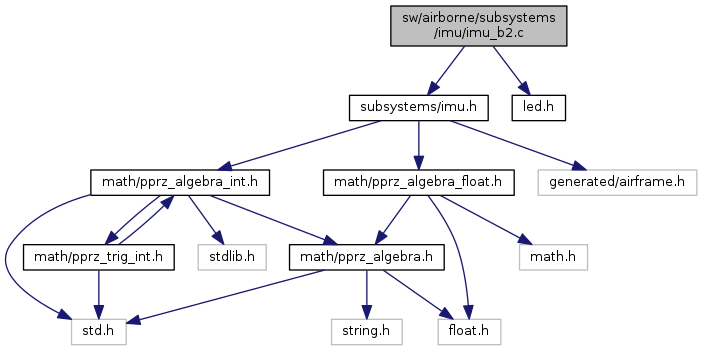 sw/airborne/subsystems
/imu/imu_b2.c
subsystems/imu.h
led.h
math/pprz_algebra_int.h
math/pprz_algebra_float.h
generated/airframe.h
math/pprz_trig_int.h
stdlib.h
math/pprz_algebra.h
math.h
std.h
string.h
float.h